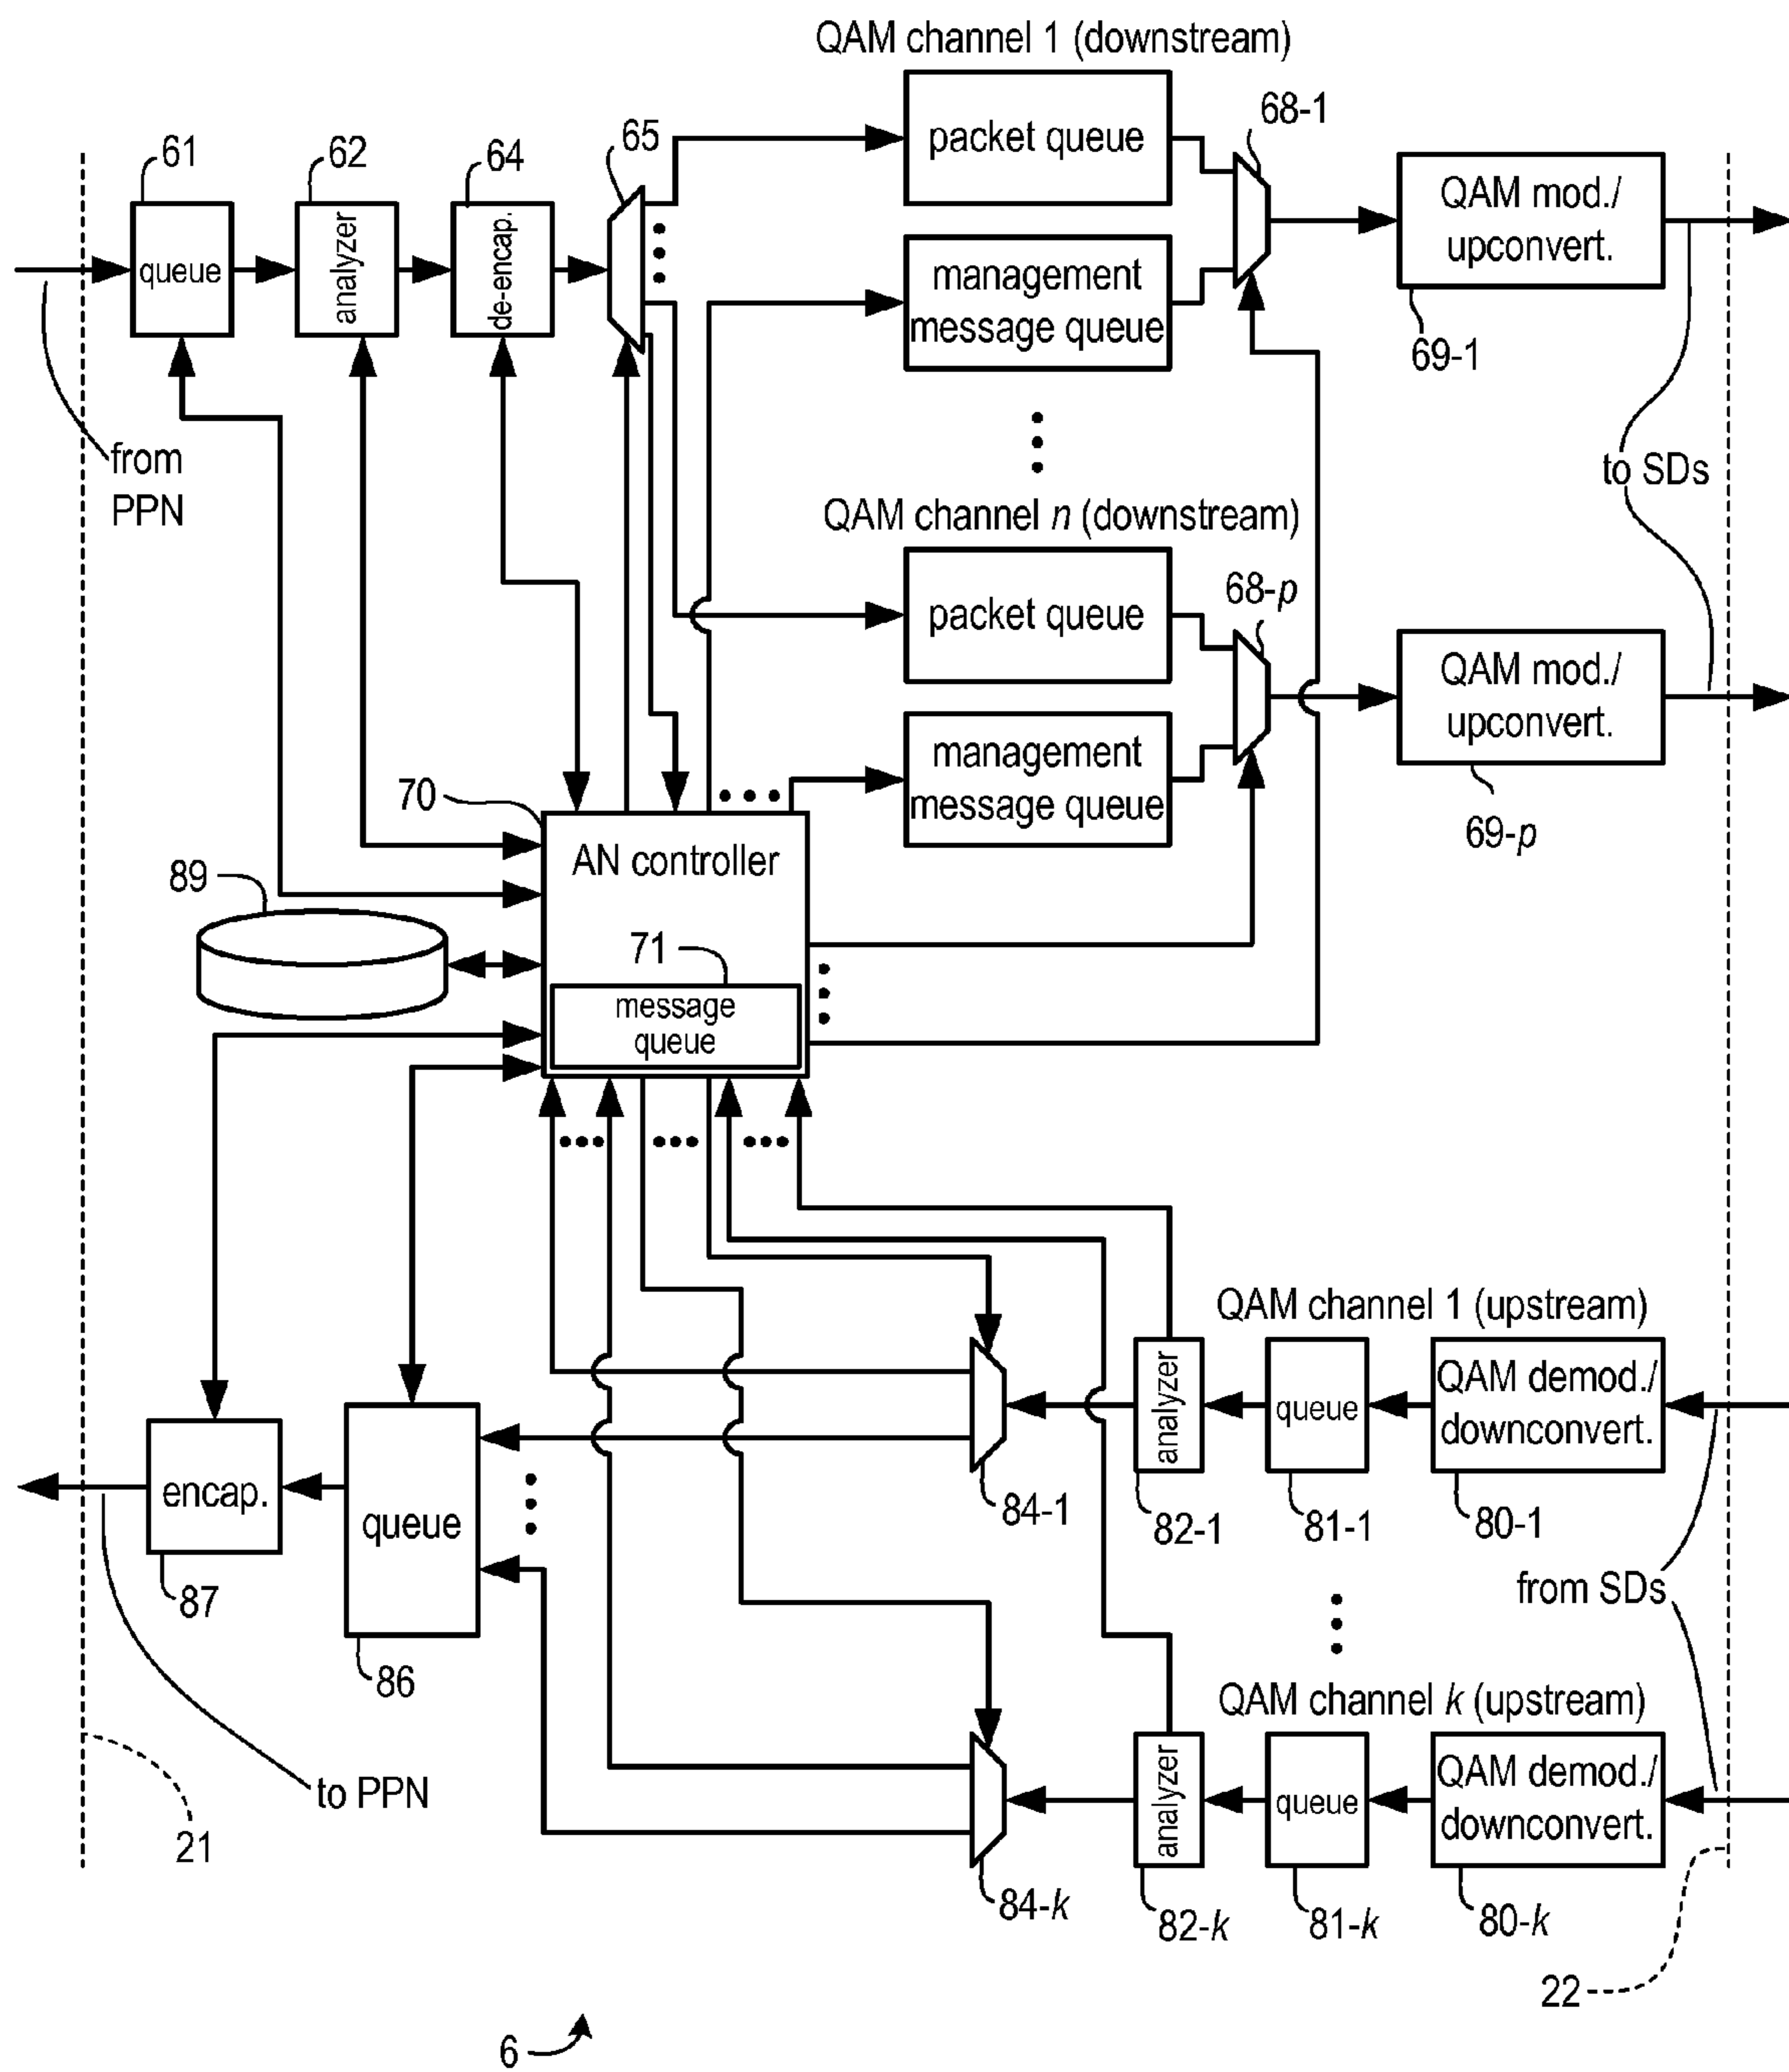 QAM channel 1 (downstream)
61
62
64
65
packet queue
68-1
queue
analyzer
de-encap.
QAM mod./
upconvert.
management
message queue
69-1
from
PPN
to SDs
QAM channel n (downstream)
packet queue
68-p
QAM mod./
upconvert.
management
message queue
69-p
70
AN controller
89
71
message
queue
QAM channel 1 (upstream)
analyzer
queue
QAM demod./
downconvert.
84-1
82-1
81-1
80-1
encap.
queue
87
86
from SDs
QAM channel k (upstream)
to PPN
21
analyzer
queue
QAM demod./
downconvert.
84-k
82-k
81-k
80-k
22
6